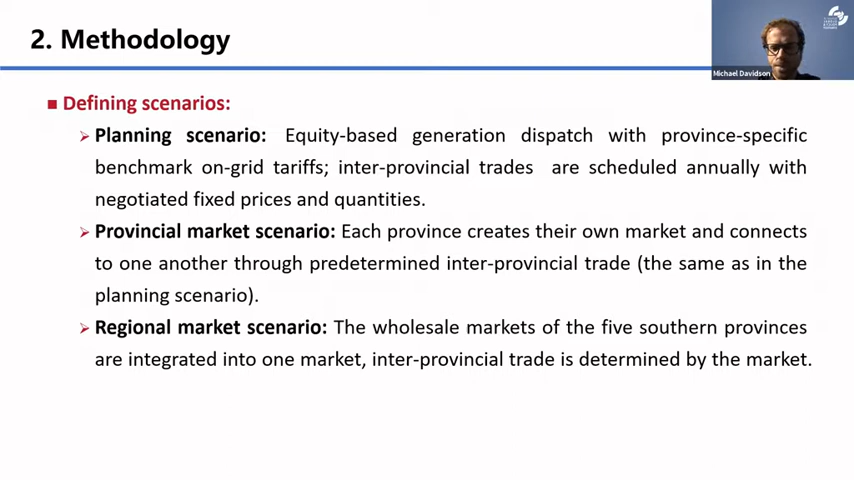 2. Methodology
Michael Davidson
■ Defining scenarios:
➢ Planning scenario: Equity-based generation dispatch with province-specific
benchmark on-grid tariffs; inter-provincial trades are scheduled annually with
negotiated fixed prices and quantities.
➢ Provincial market scenario: Each province creates their own market and connects
to one another through predetermined inter-provincial trade (the same as in the
planning scenario).
➢ Regional market scenario: The wholesale markets of the five southern provinces
are integrated into one market, inter-provincial trade is determined by the market.